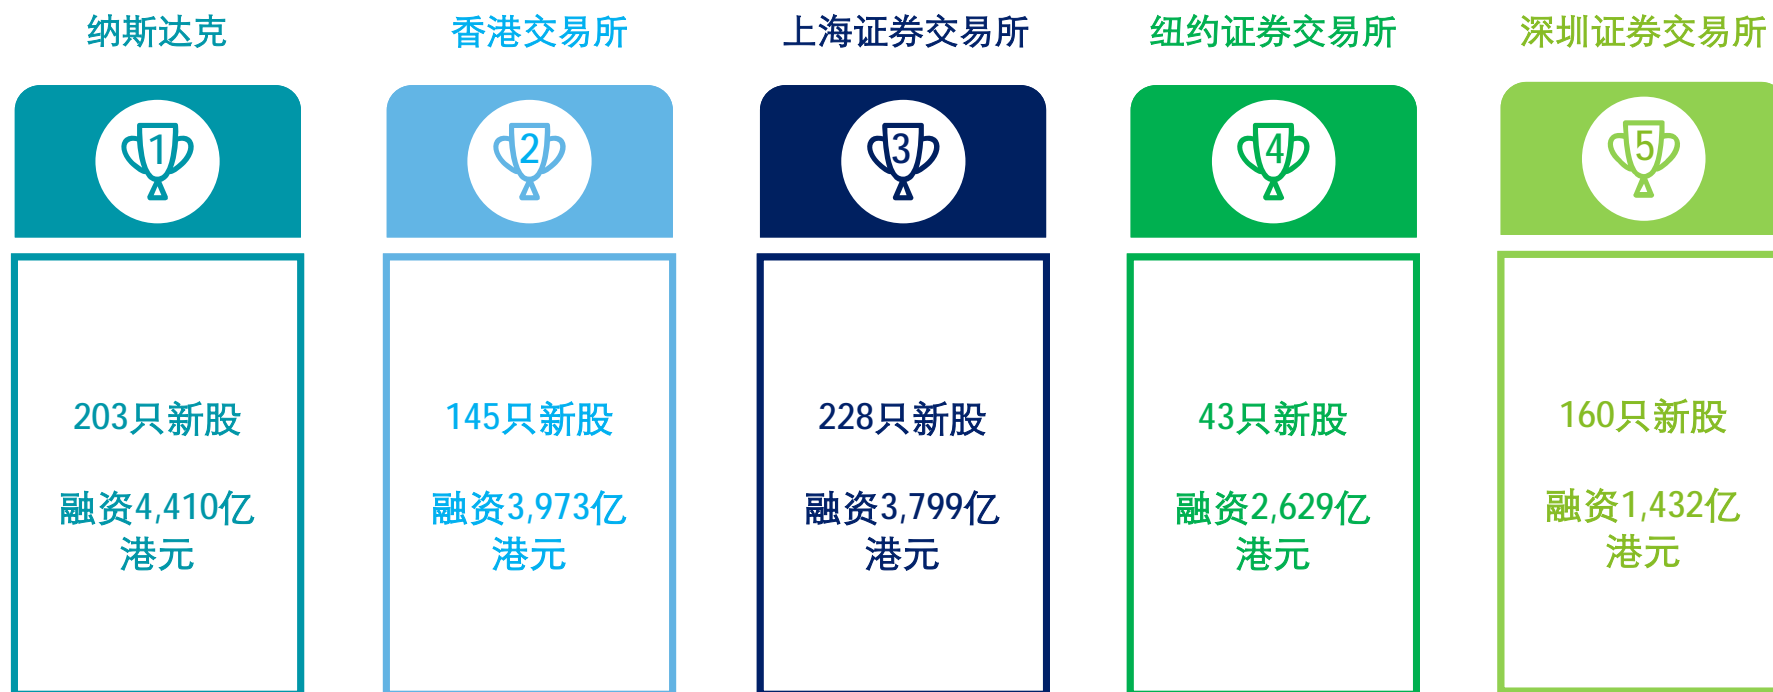 纳斯达克
1
203只新股
融资4,410亿
港元
香港交易所
2
145只新股
融资3,973亿
港元
上海证券交易所
3
228只新股
融资3,799亿
港元
纽约证券交易所
4
43只新股
融资2,629亿
港元
深圳证券交易所
5
160只新股
融资1,432亿
港元